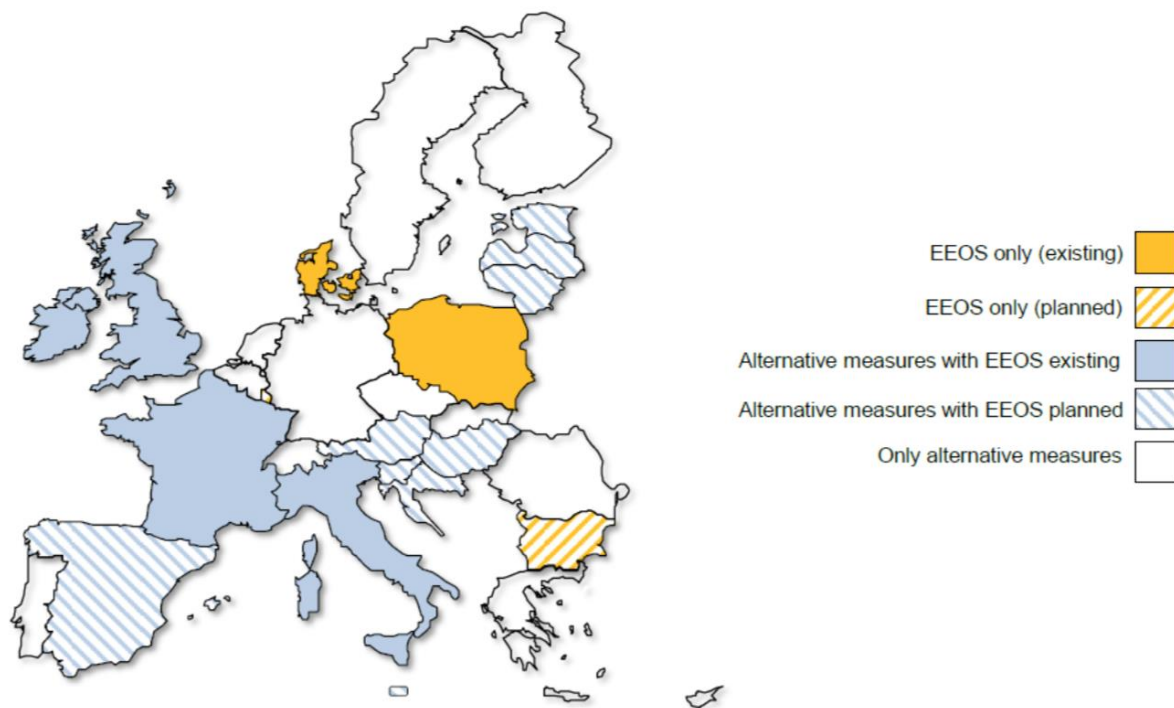 EEOS only (existing)
EEOS only (planned)
Alternative measures with EEOS existing
Alternative measures with EEOS planned
Only alternative measures